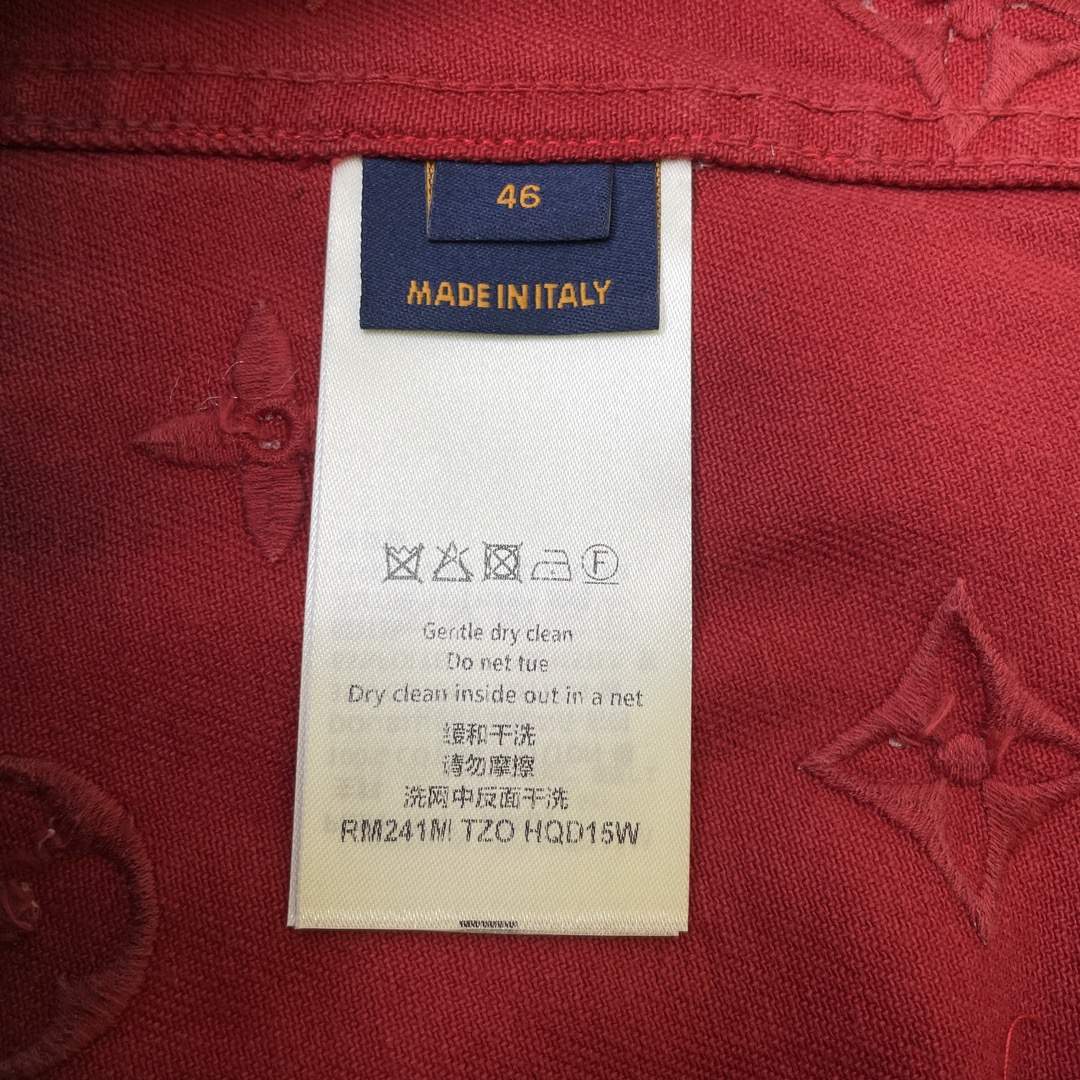 46
MADE IN ITALY
F
Gentle dry clean
Do net tue
Dry clean inside out in a net
缓和干洗
请勿摩擦
洗网中反面干洗
RM241M TZO HQD15W